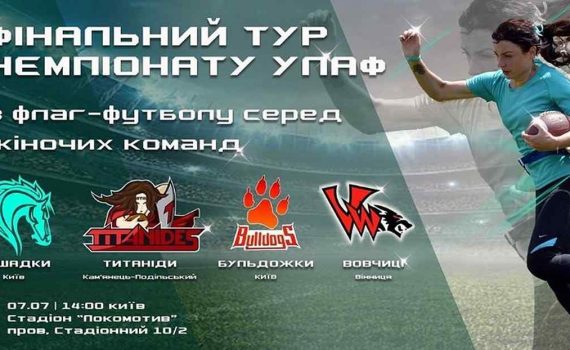 ФІНАЛЬНИЙ ТУР
ЧЕМПІОНАТУ УЛАФ
з флаг-футболу серед
жіночих команд
TITANIDES
BullDogS
WW
ШАДКИ
Київ
ТИТАНІДИ
Кам'янець-Подільський
БУЛЬДОЖКИ
Київ
ВОВЧИЦІ
Вінниця
07.07 | 14:00 київ
Стадіон "Локомотив"
пров, Стадіонний 10/2